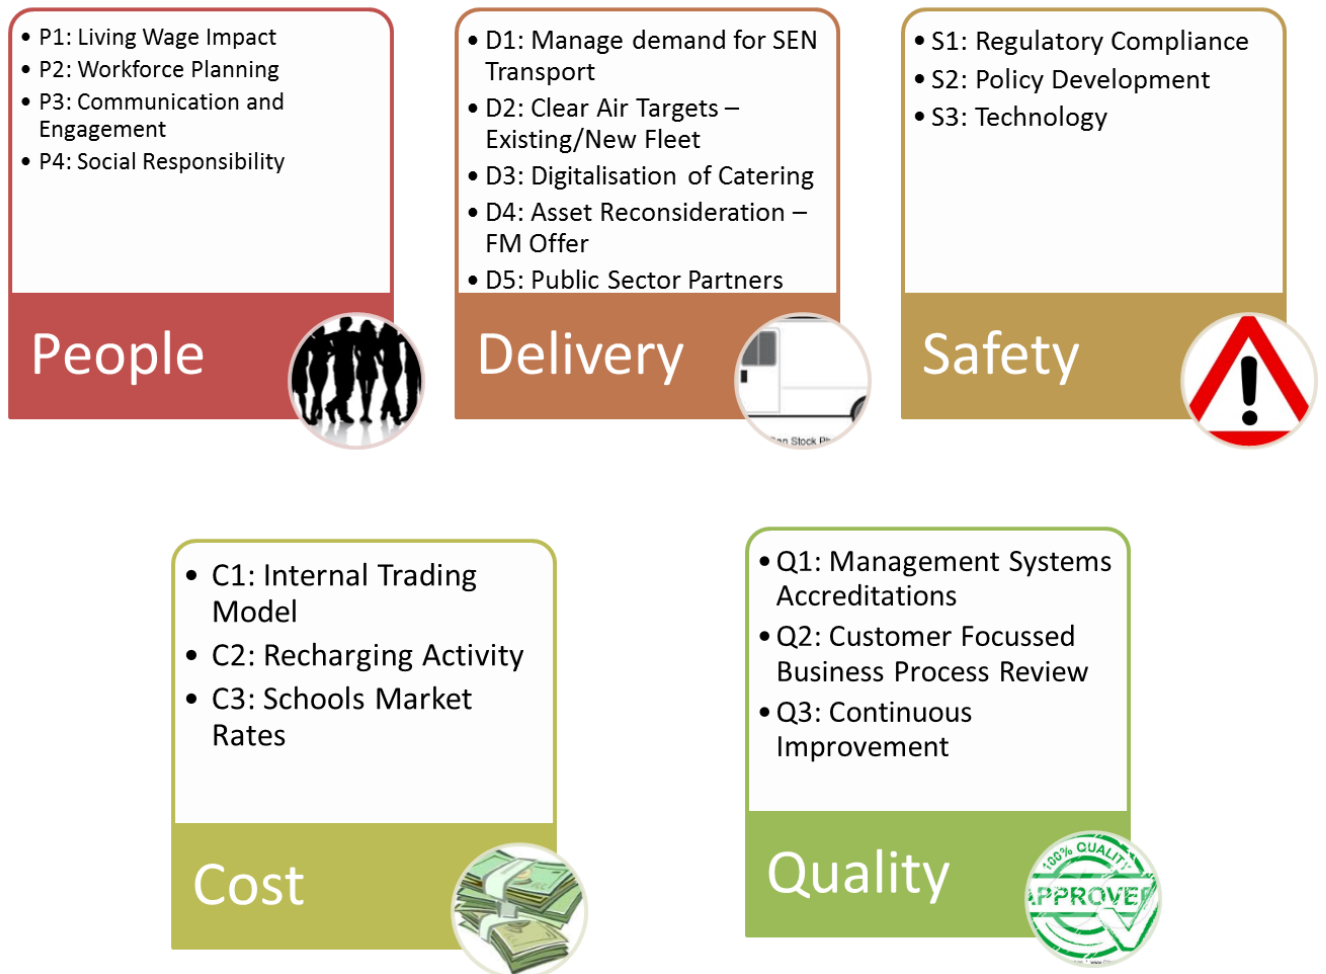 • P1: Living Wage Impact
• P2: Workforce Planning
• P3: Communication and
Engagement
• P4: Social Responsibility
People
• D1: Manage demand for SEN
Transport
• D2: Clear Air Targets –
Existing/New Fleet
• D3: Digitalisation of Catering
• D4: Asset Reconsideration –
FM Offer
• D5: Public Sector Partners
Delivery
Stock
• S1: Regulatory Compliance
• S2: Policy Development
• S3: Technology
Safety
!
• C1: Internal Trading
Model
• C2: Recharging Activity
• C3: Schools Market
Rates
Cost
• Q1: Management Systems
Accreditations
• Q2: Customer Focussed
Business Process Review
• Q3: Continuous
Improvement
Quality
100% QUALITY
APPROVED